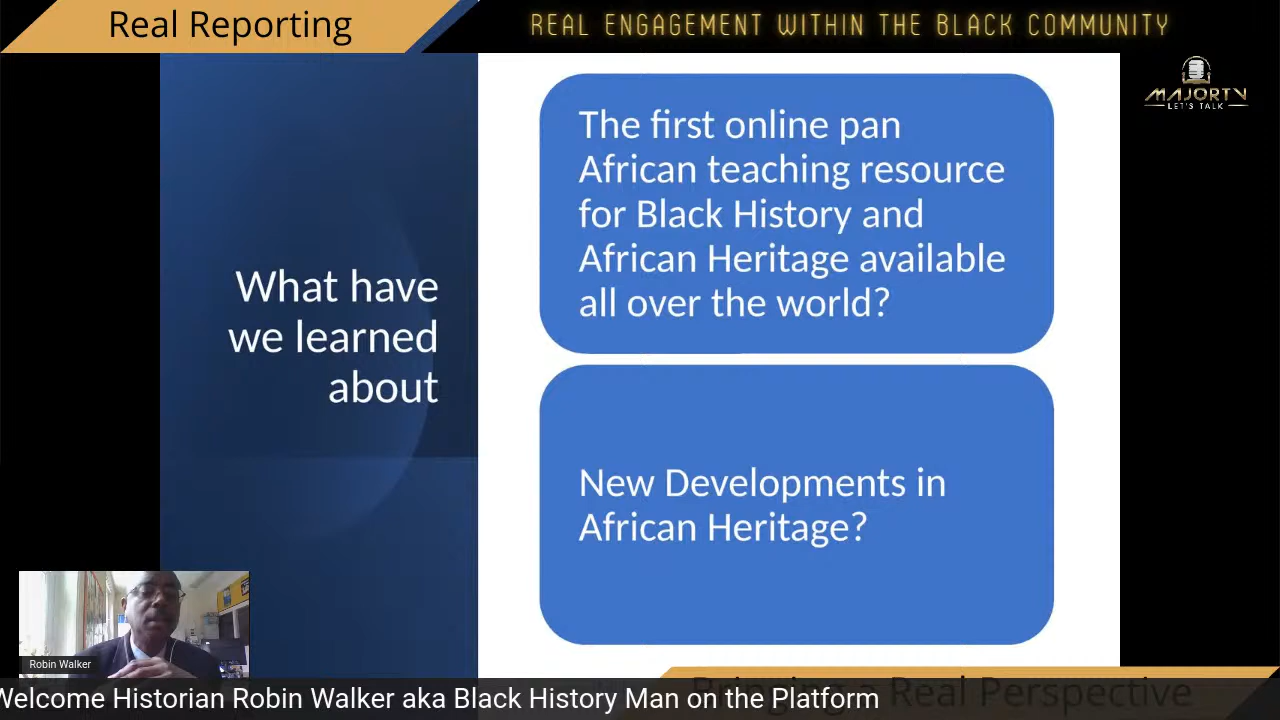 Real Reporting
REAL ENGAGEMENT WITHIN THE BLACK COMMUNITY
MAJORTV
LET'S TALK
What have
we learned
about
The first online pan
African teaching resource
for Black History and
African Heritage available
all over the world?
New Developments in
African Heritage?
Robin Walker
Bringing a Real Perspective
Welcome Historian Robin Walker aka Black History Man on the Platform